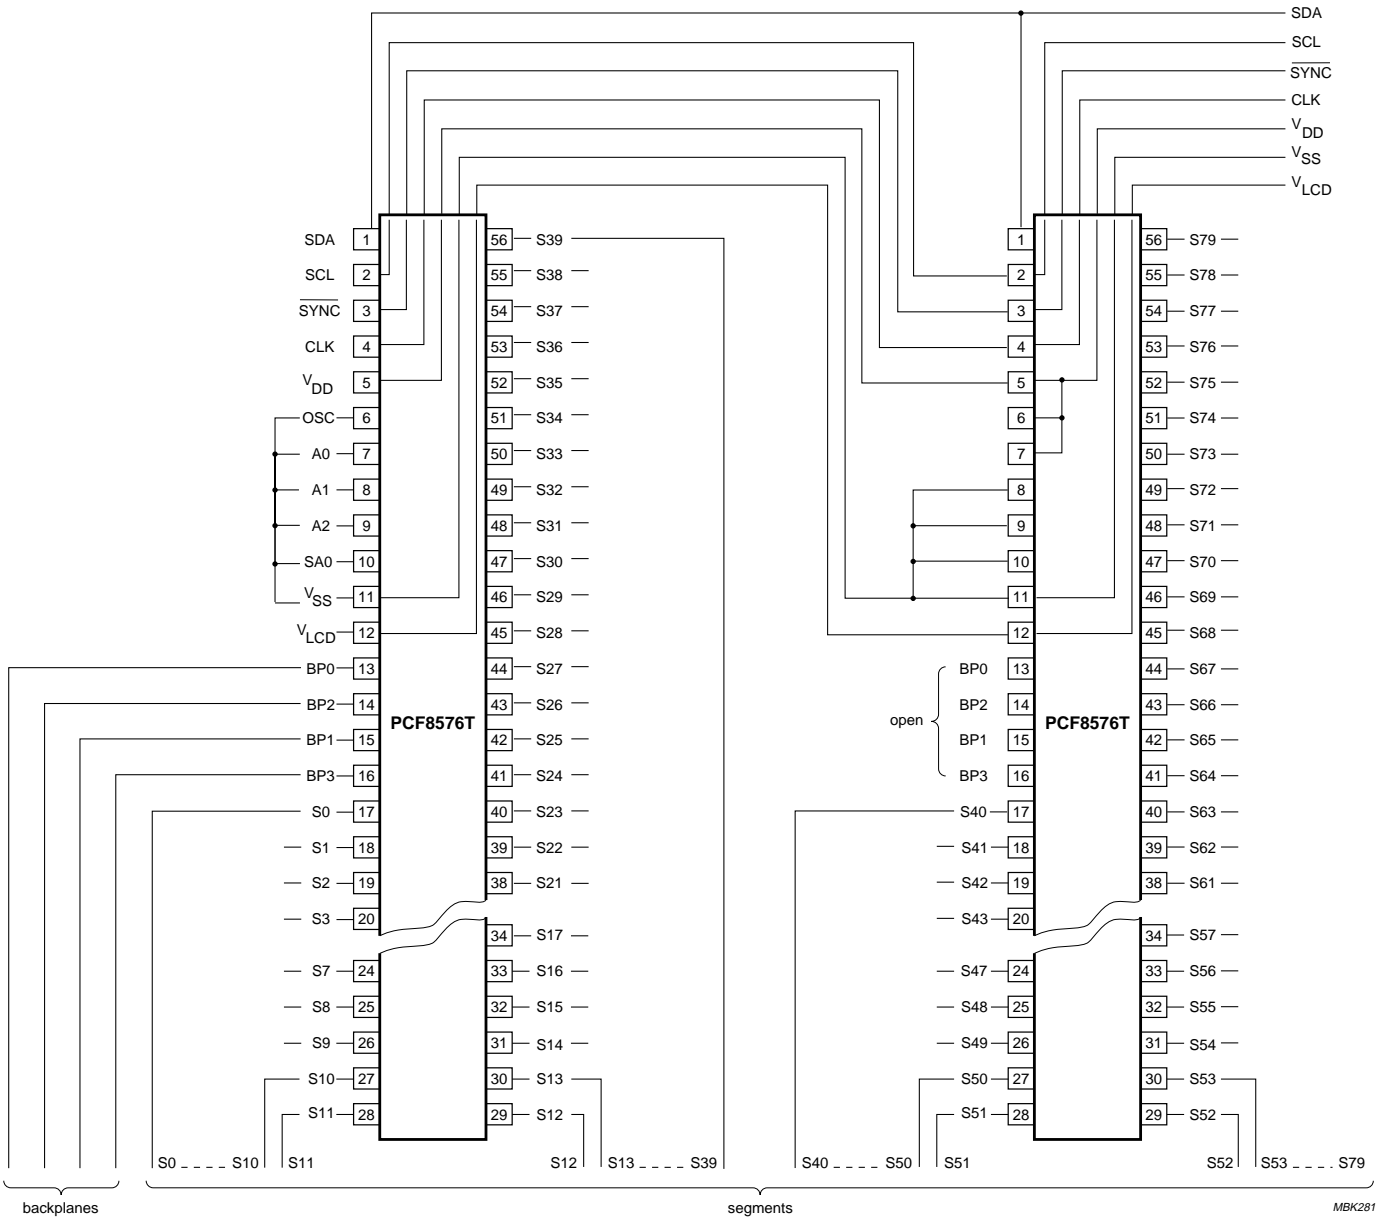 SDA
SCL
SYNC
CLK
VDD
VSS
VLCD
SDA 1 56 S39 1 56 S79
SCL 2 55 S38 2 55 S78
SYNC 3 54 S37 3 54 S77
CLK 4 53 S36 4 53 S76
VDD 5 52 S35 5 52 S75
OSC 6 51 S34 6 51 S74
A0 7 50 S33 7 50 S73
A1 8 49 S32 8 49 S72
A2 9 48 S31 9 48 S71
SA0 10 47 S30 10 47 S70
VSS 11 46 S29 11 46 S69
VLCD 12 45 S28 12 45 S68
BP0 13 44 S27 BP0 13 44 S67
BP2 14 43 S26 BP2 14 43 S66
PCF8576T open PCF8576T
BP1 15 42 S25 BP1 15 42 S65
BP3 16 41 S24 BP3 16 41 S64
S0 17 40 S23 S40 17 40 S63
S1 18 39 S22 S41 18 39 S62
S2 19 38 S21 S42 19 38 S61
S3 20 S43 20
34 S17 34 S57
S7 24 33 S16 S47 24 33 S56
S8 25 32 S15 S48 25 32 S55
S9 26 31 S14 S49 26 31 S54
S10 27 30 S13 S50 27 30 S53
S11 28 29 S12 S51 28 29 S52
S0 S10 S11 S12 S13 S39 S40 S50 S51 S52 S53 S79
backplanes segments MBK281